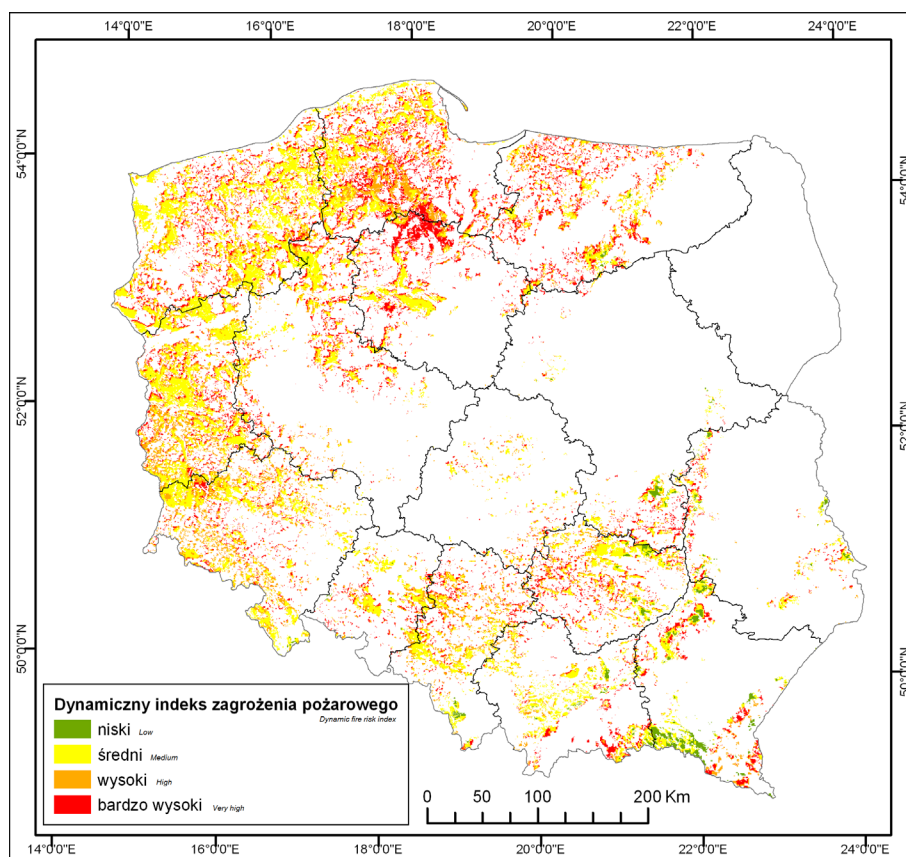 14°0'0"E 16°0'0"E 18°0'0"E 20°0'0"E 22°0'0"E 24°0'0"E
54°0'0"N
54°0'0"N
52°0'0"N
52°0'0"N
50°0'0"N
50°0'0"N
Dynamiczny indeks zagrożenia pożarowego
Dynamic fire risk index
niski Low
średni Medium
wysoki High
bardzo wysoki Very high
0 50 100 200 Km
14°0'0"E 16°0'0"E 18°0'0"E 20°0'0"E 22°0'0"E 24°0'0"E